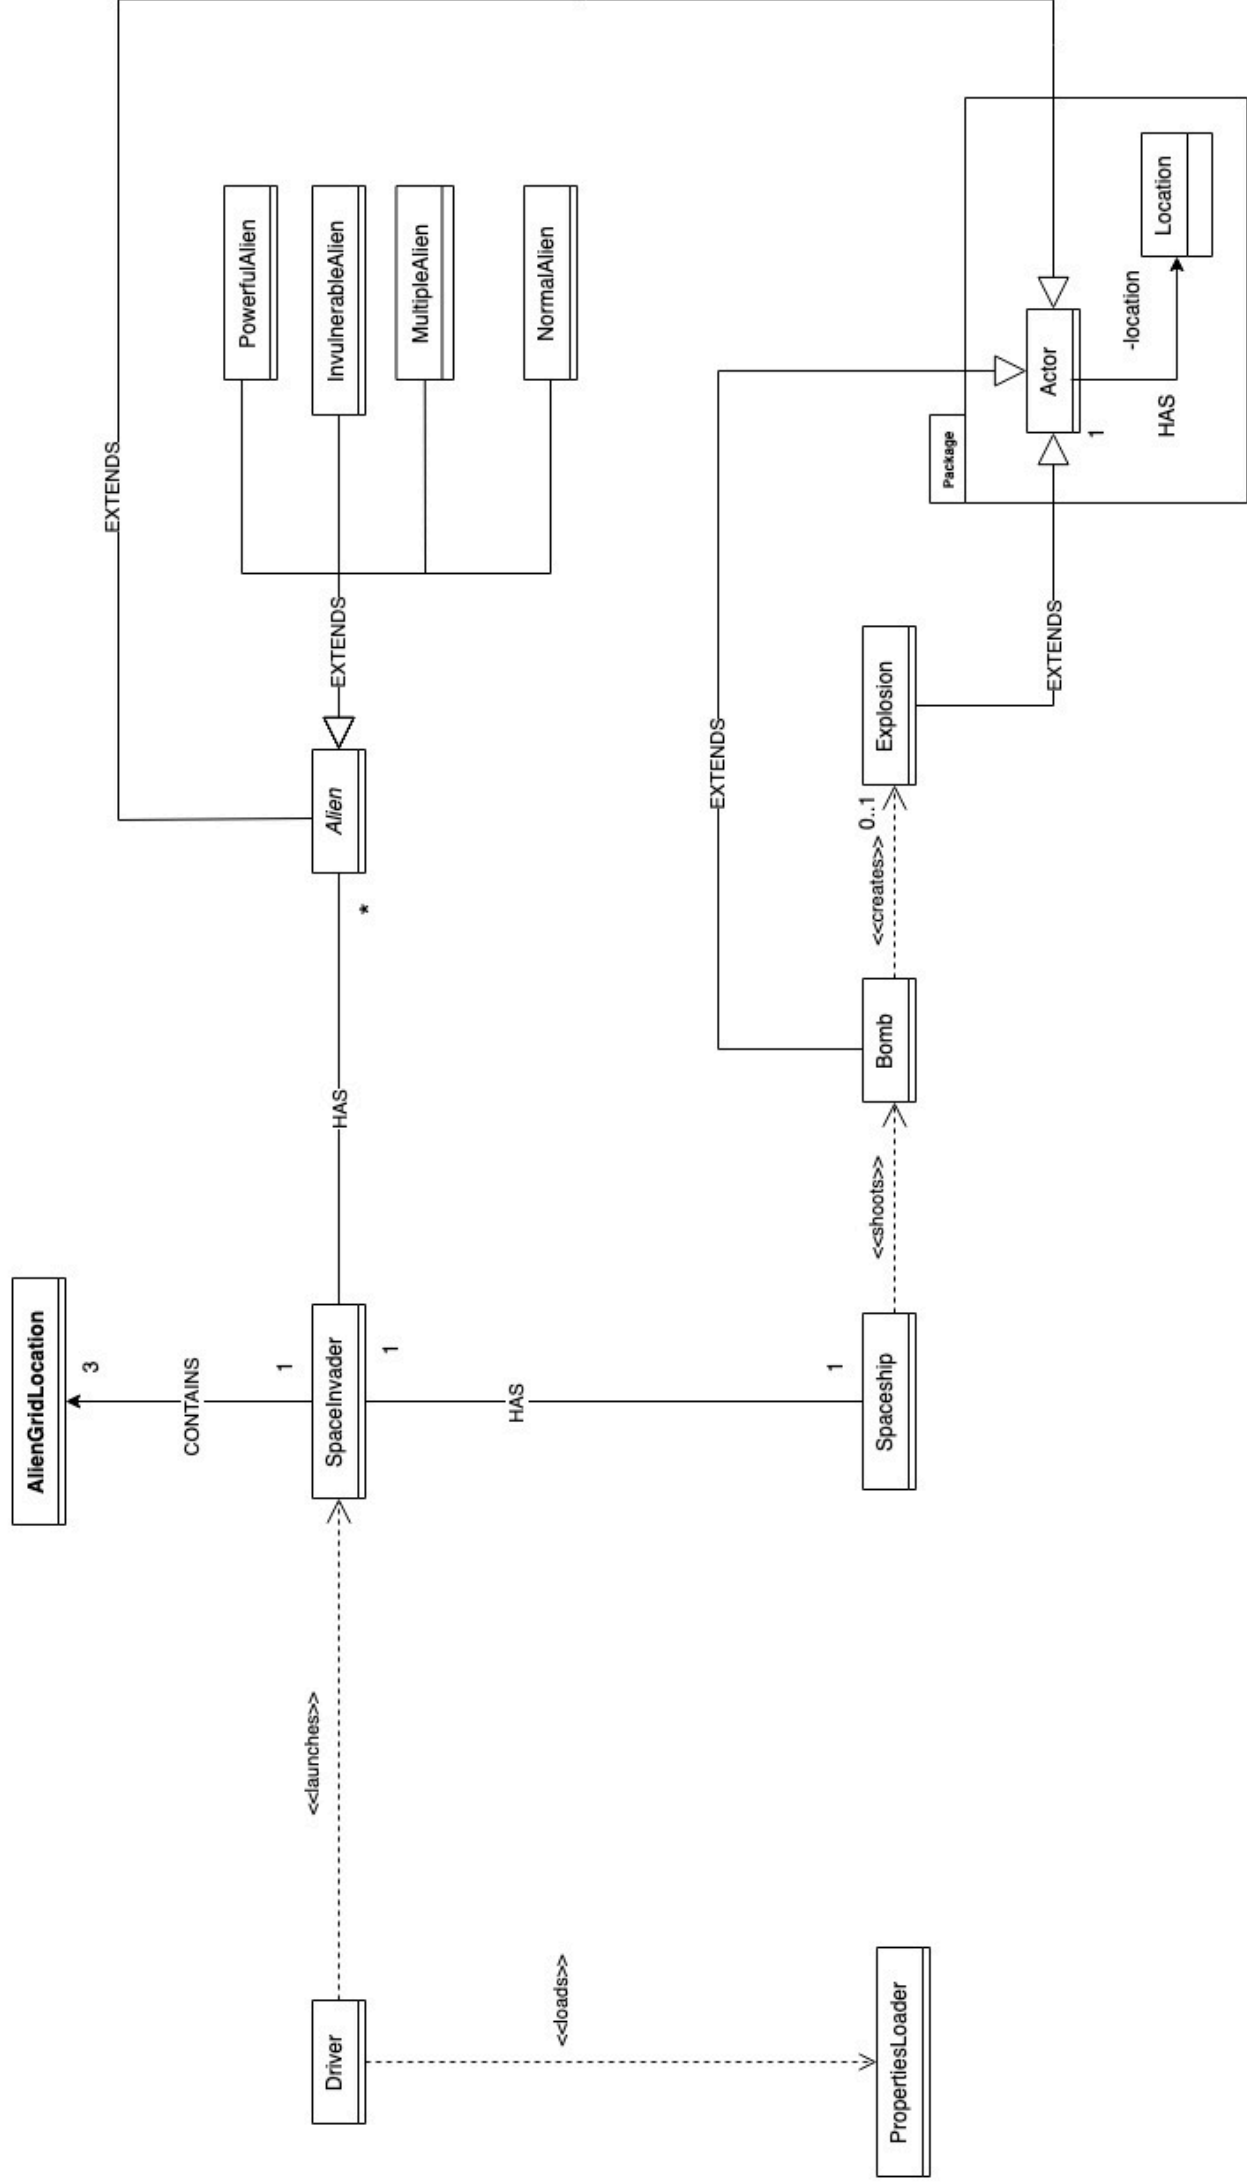 AlienGridLocation
3
CONTAINS
1
EXTENDS
Driver
<<launches>>
SpaceInvader
HAS
*
Alien
EXTENDS
PowerfulAlien
InvulnerableAlien
MultipleAlien
NormalAlien
1
HAS
1
<<loads>>
PropertiesLoader
Spaceship
<<shoots>>
Bomb
<<creates>>
0..1
Explosion
EXTENDS
EXTENDS
Package
Actor
1
HAS
-location
Location